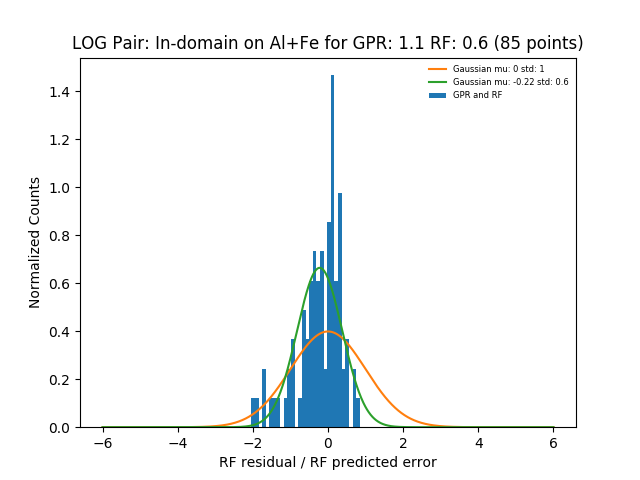 LOG Pair: In-domain on Al+Fe for GPR: 1.1 RF: 0.6 (85 points)
Gaussian mu: 0 std: 1
Gaussian mu: -0.22 std: 0.6
GPR and RF
1.4
1.2
1.0
0.8
0.6
0.4
0.2
0.0
Normalized Counts
−6 −4 −2 0 2 4 6
RF residual / RF predicted error